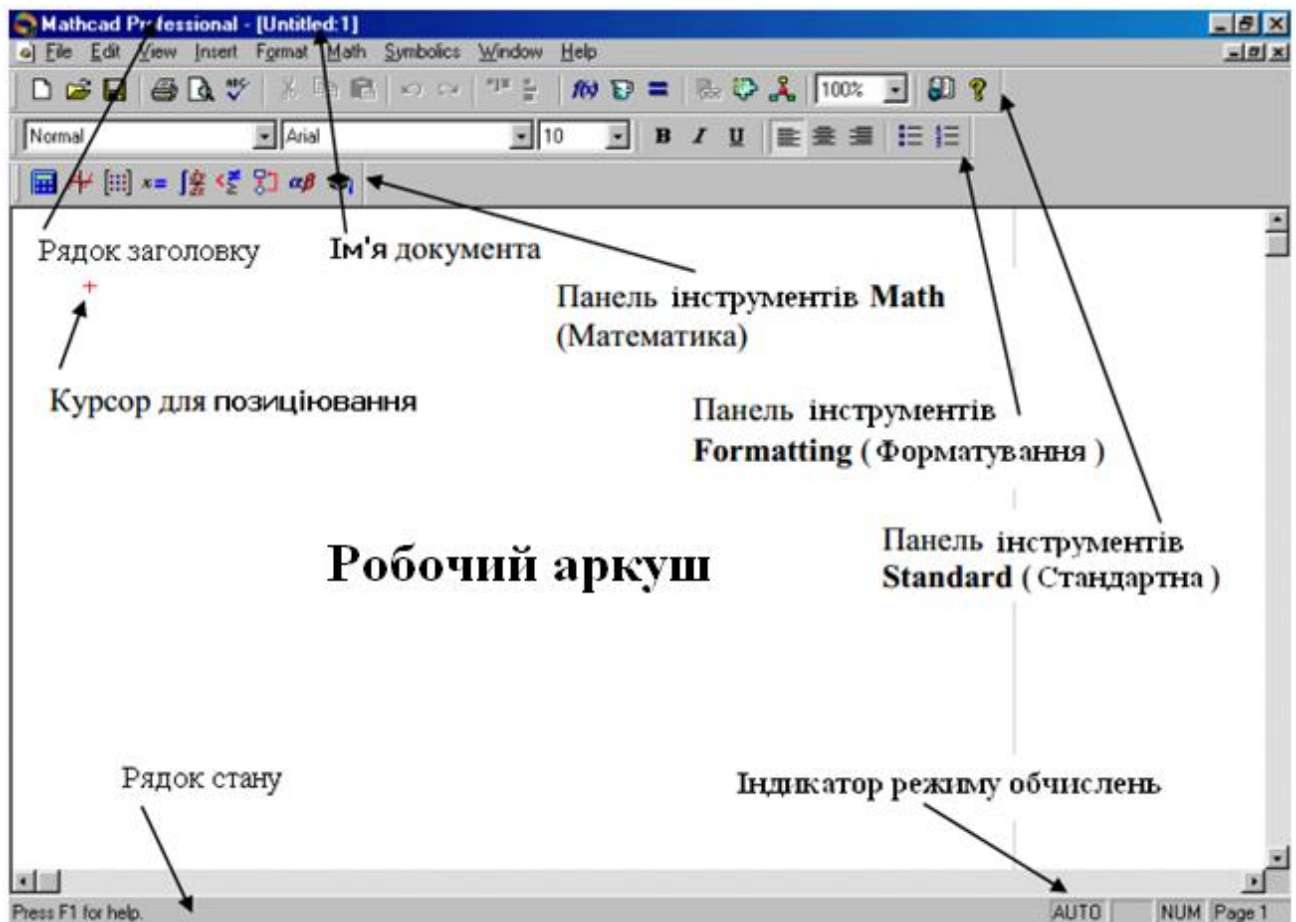 Mathcad Professional - [Untitled:1]
File Edit View Insert Format Math Symbolics Window Help
100%
Normal Arial 10 B I U
Рядок заголовку
Ім'я документа
Панель інструментів Math
(Математика)
Курсор для позиціювання
Панель інструментів
Formatting ( Форматування )
Робочий аркуш
Панель інструментів
Standard ( Стандартна )
Рядок стану
Індикатор режиму обчислень
Press F1 for help.
AUTO NUM Page 1